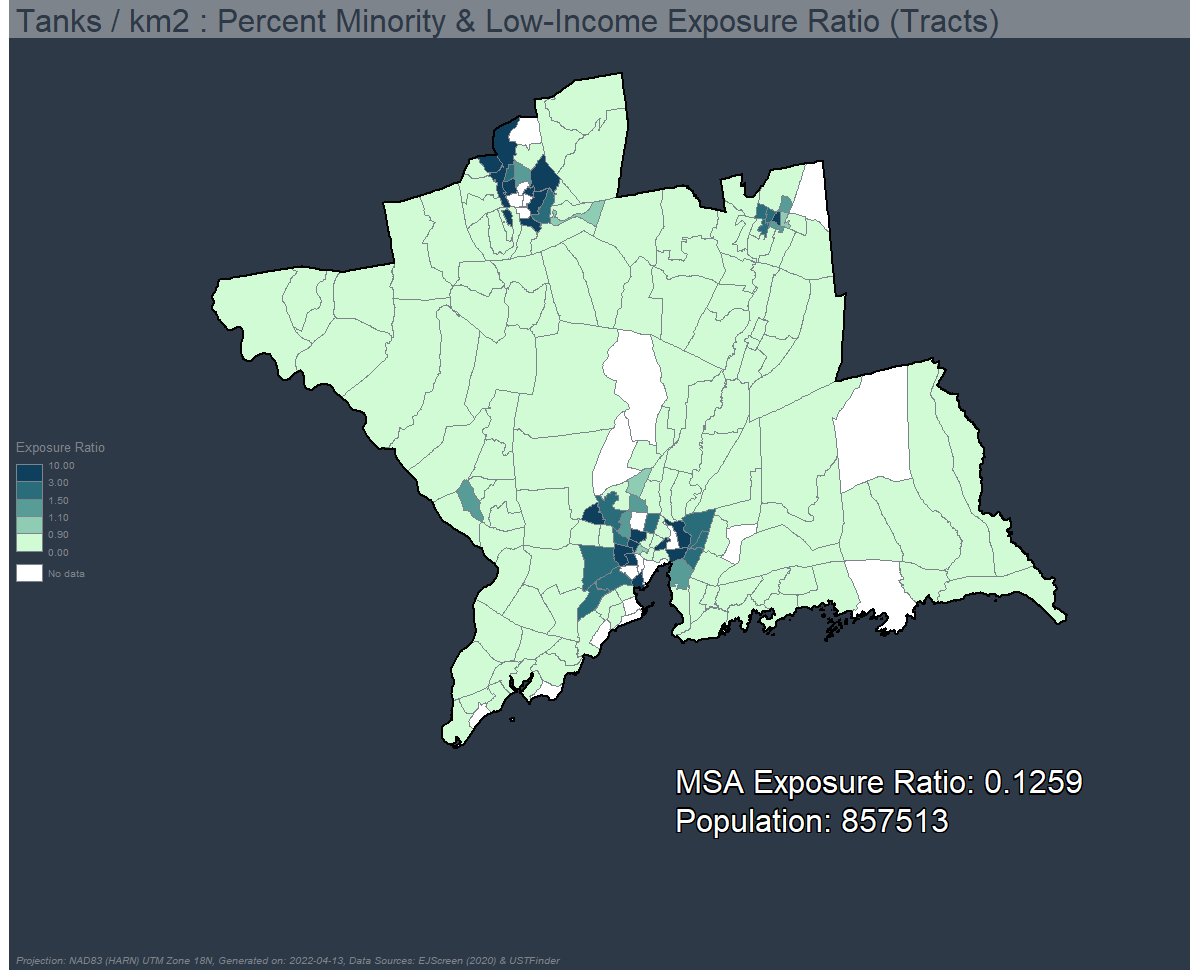 Tanks / km2 : Percent Minority & Low-Income Exposure Ratio (Tracts)
Exposure Ratio
10.00
3.00
1.50
1.10
0.90
0.00
No data
MSA Exposure Ratio: 0.1259
Population: 857513
Projection: NAD83 (HARN) UTM Zone 18N, Generated on: 2022-04-13, Data Sources: EJScreen (2020) & USTFinder